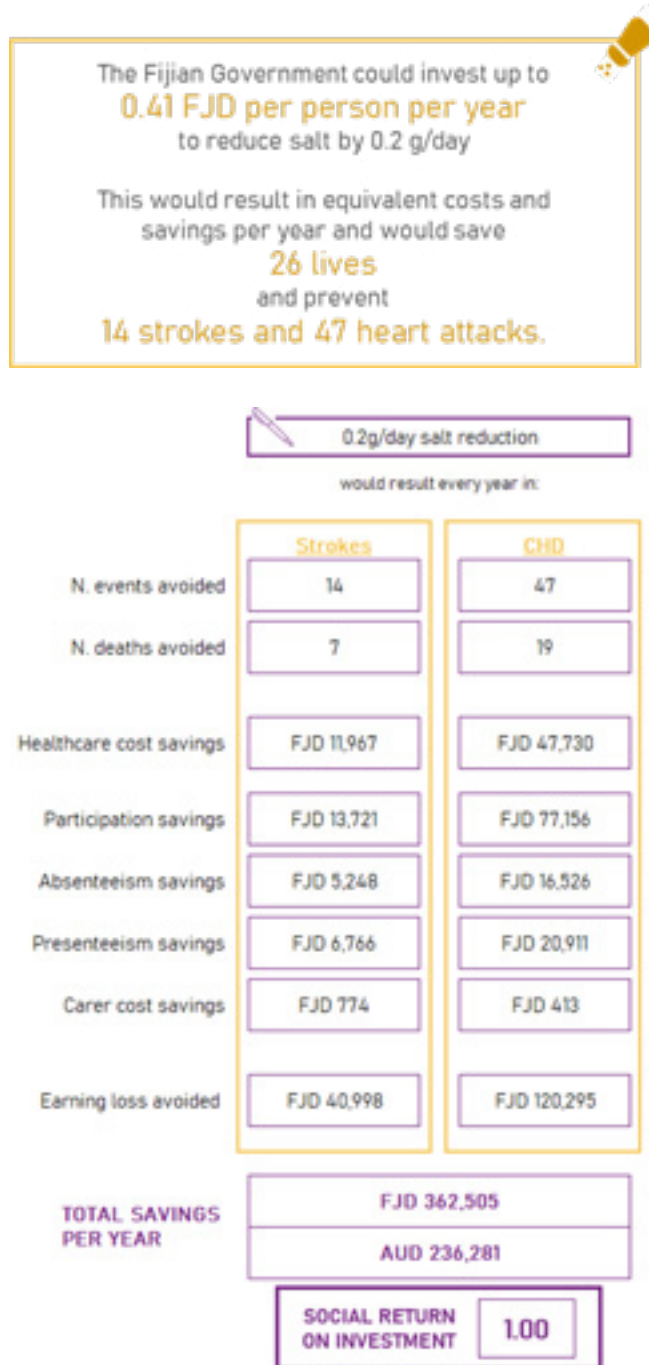 The Fijian Government could invest up to
0.41 FJD per person per year
to reduce salt by 0.2 g/day
This would result in equivalent costs and
savings per year and would save
26 lives
and prevent
14 strokes and 47 heart attacks.
0.2g/day salt reduction
would result every year in:
Strokes CHD
N. events avoided 14 47
N. deaths avoided 7 19
Healthcare cost savings FJD 11,967 FJD 47,730
Participation savings FJD 13,721 FJD 77,156
Absenteeism savings FJD 5,248 FJD 16,526
Presenteeism savings FJD 6,766 FJD 20,911
Carer cost savings FJD 774 FJD 413
Earning loss avoided FJD 40,998 FJD 120,295
TOTAL SAVINGS
PER YEAR
FJD 362,505
AUD 236,281
SOCIAL RETURN
ON INVESTMENT
1.00